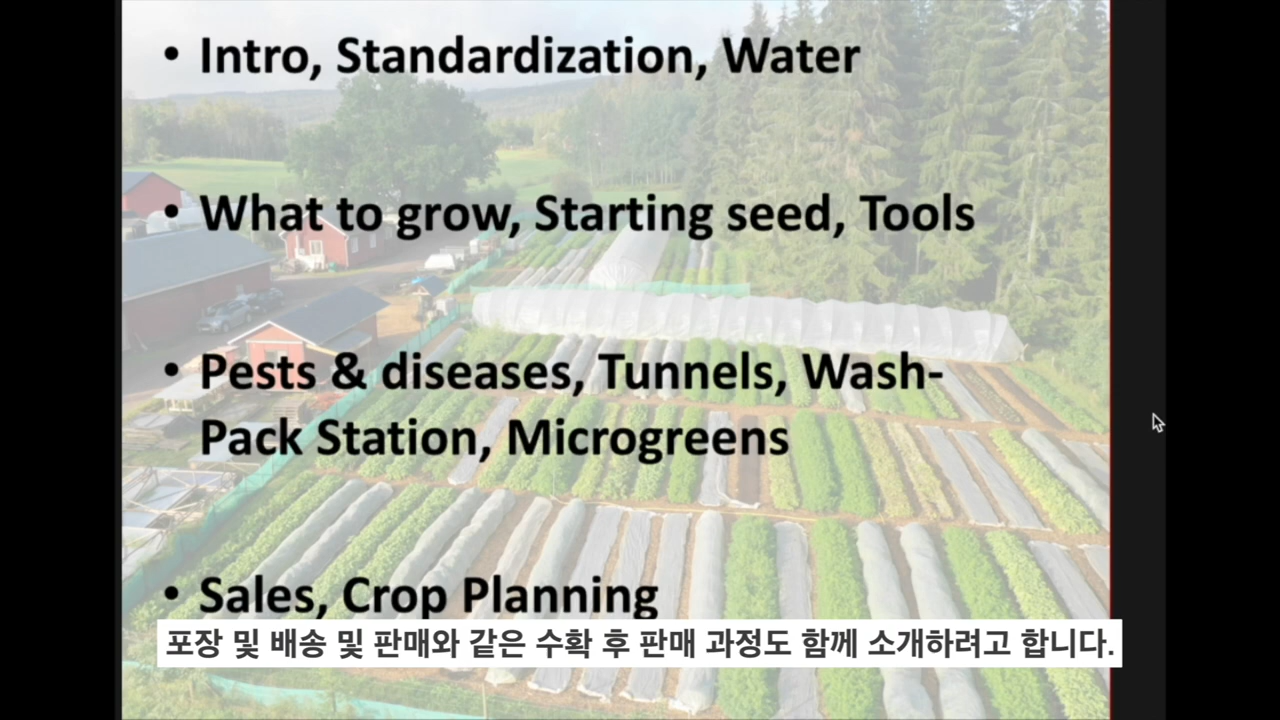 • Intro, Standardization, Water
• What to grow, Starting seed, Tools
• Pests & diseases, Tunnels, Wash-
Pack Station, Microgreens
• Sales, Crop Planning
포장 및 배송 및 판매와 같은 수확 후 판매 과정도 함께 소개하려고 합니다.